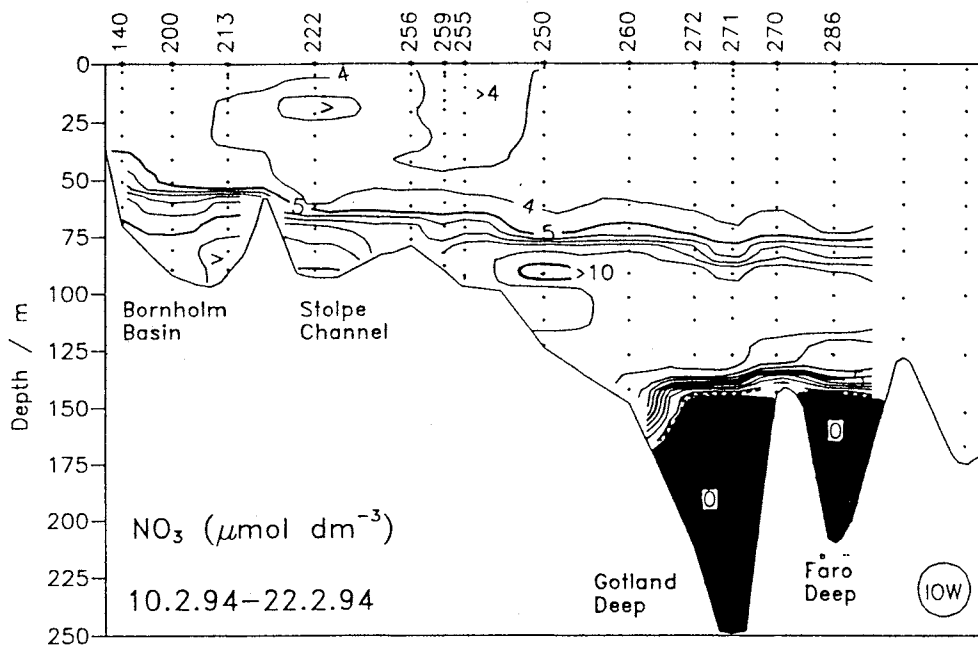 140 200 213 222 256 259 255 250 260 272 271 270 286
0
25
50
75
100
125
150
175
200
225
250
Depth / m
4
>
>4
4
5
5
>
>10
5
0
0
Bornholm
Basin
Stolpe
Channel
Gotland
Deep
Fårö
Deep
NO₃ (μmol dm⁻³)
10.2.94–22.2.94
IOW